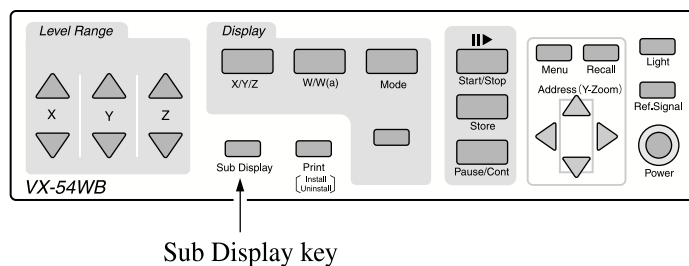 Level Range
X
Y
Z
Display
X/Y/Z
W/W(a)
Mode
Sub Display
Print
Install
Uninstall
Start/Stop
Store
Pause/Cont
Menu
Recall
Address(Y-Zoom)
Light
Ref.Signal
Power
VX-54WB
Sub Display key